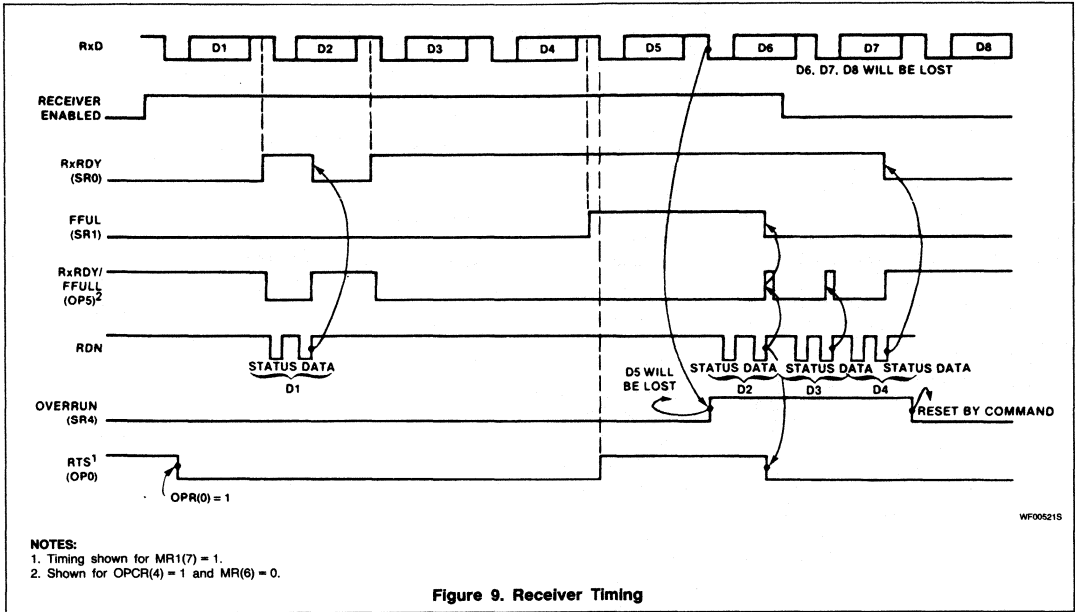 RxD
D1
D2
D3
D4
D5
D6
D7
D8
D6, D7, D8 WILL BE LOST
RECEIVER
ENABLED
RxRDY
(SR0)
FFUL
(SR1)
RxRDY/
FFULL
(OP5)2
RDN
STATUS DATA
D1
STATUS DATA
D2
STATUS DATA
D3
STATUS DATA
D4
D5 WILL
BE LOST
OVERRUN
(SR4)
RESET BY COMMAND
RTS1
(OP0)
OPR(0) = 1
WF00521S
NOTES:
1. Timing shown for MR1(7) = 1.
2. Shown for OPCR(4) = 1 and MR(6) = 0.
Figure 9. Receiver Timing